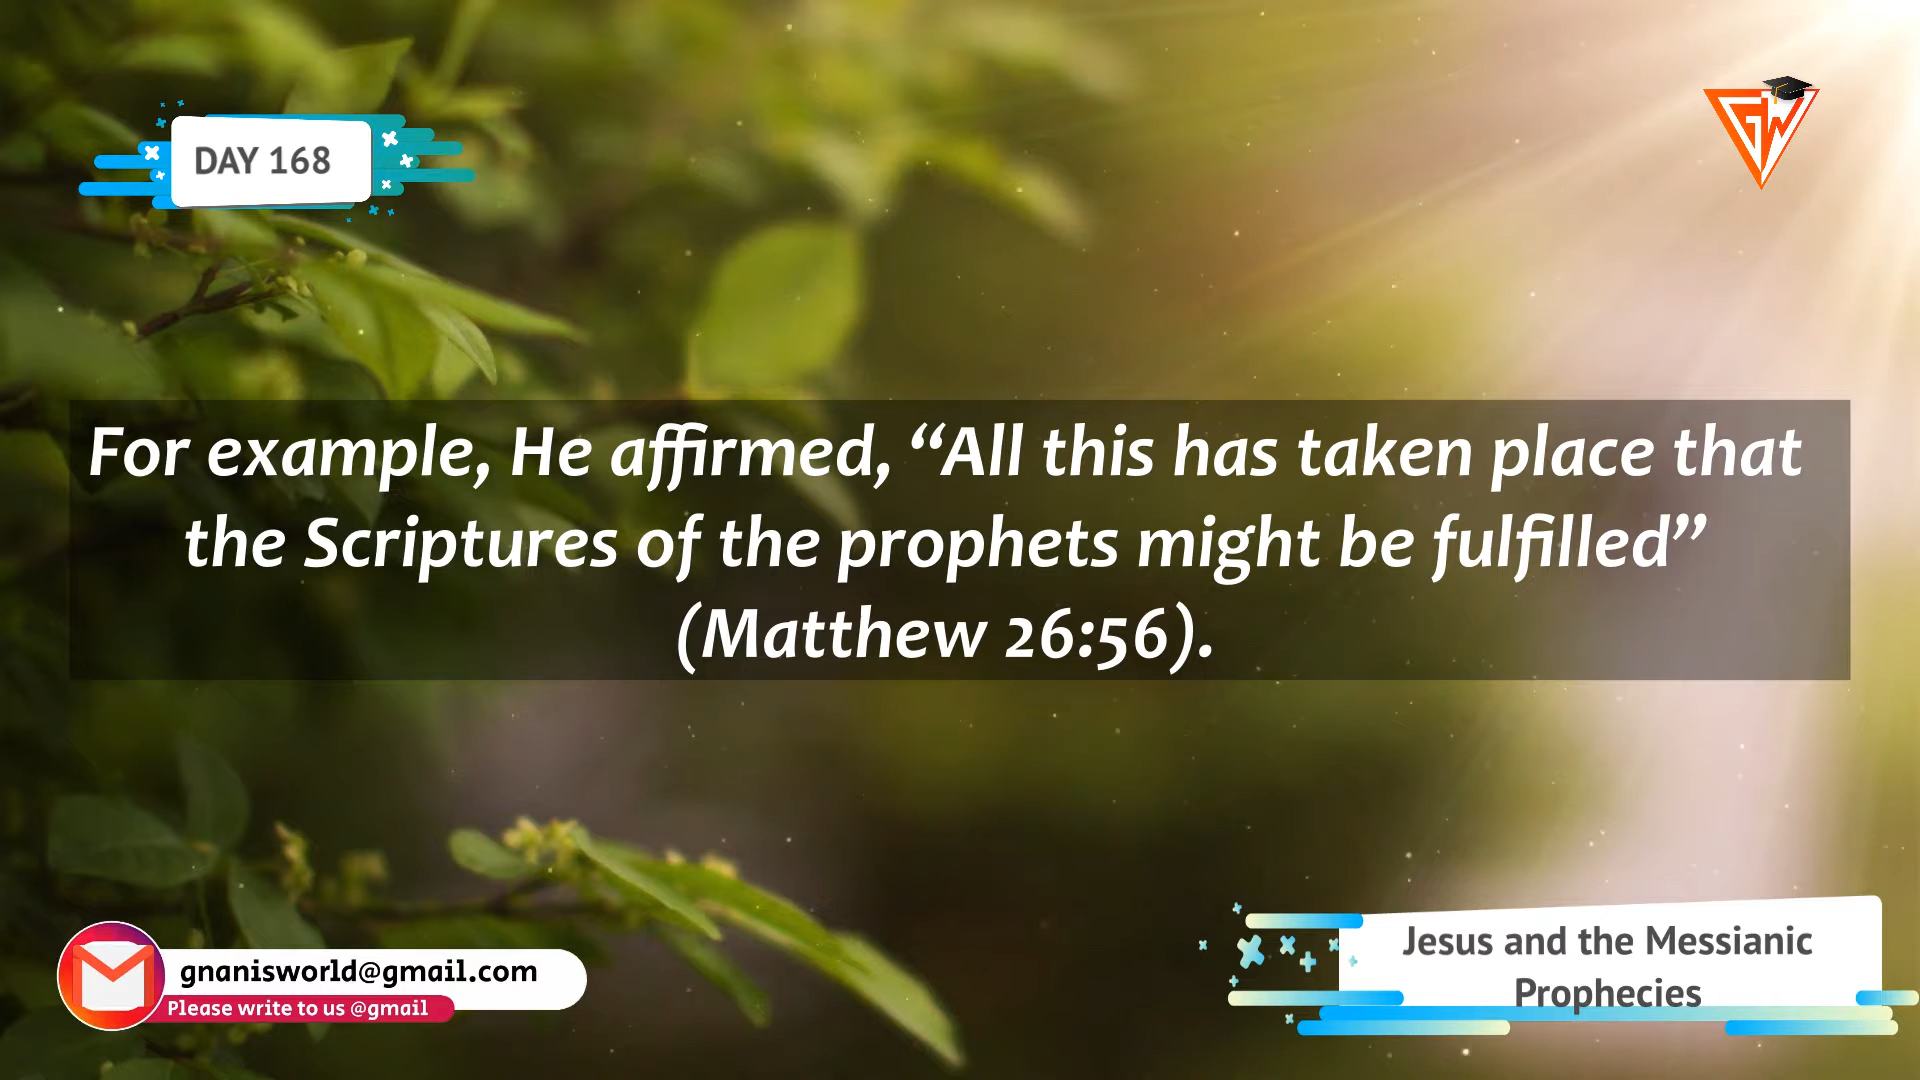 DAY 168
GW
For example, He affirmed, “All this has taken place that
the Scriptures of the prophets might be fulfilled”
(Matthew 26:56).
gnanisworld@gmail.com
Please write to us @gmail
Jesus and the Messianic
Prophecies